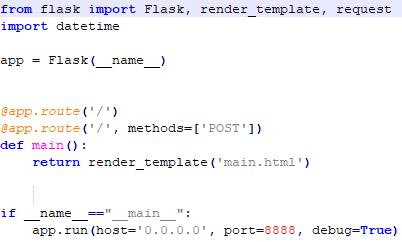 from flask import Flask, render_template, request
import datetime
app = Flask(__name__)
@app.route('/')
@app.route('/', methods=['POST'])
def main():
    return render_template('main.html')
if __name__=="__main__":
    app.run(host='0.0.0.0', port=8888, debug=True)